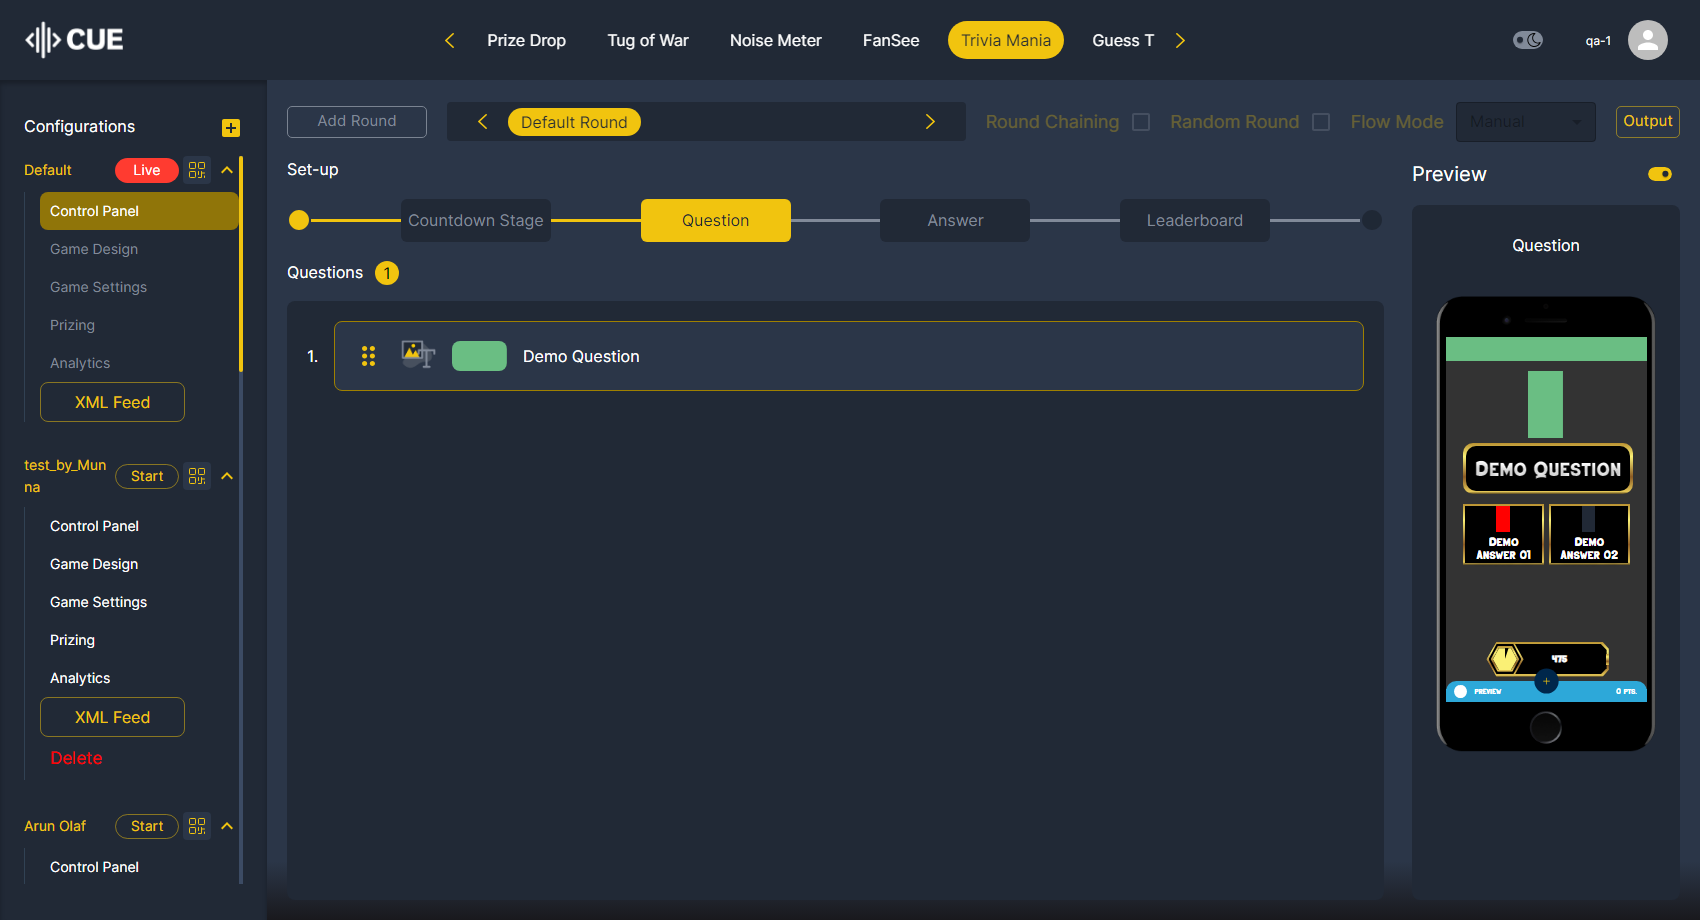 CUE
Prize Drop
Tug of War
Noise Meter
FanSee
Trivia Mania
Guess T
qa-1
Configurations
Default
Live
Control Panel
Game Design
Game Settings
Prizing
Analytics
XML Feed
test_by_Mun
na
Start
Control Panel
Game Design
Game Settings
Prizing
Analytics
XML Feed
Delete
Arun Olaf
Start
Control Panel
Add Round
Default Round
Round Chaining
Random Round
Flow Mode
Manual
Output
Set-up
Countdown Stage
Question
Answer
Leaderboard
Questions 1
1.
Demo Question
Preview
Question
DEMO QUESTION
DEMO
ANSWER 01
DEMO
ANSWER 02
475
PREVIEW
0 PTS.